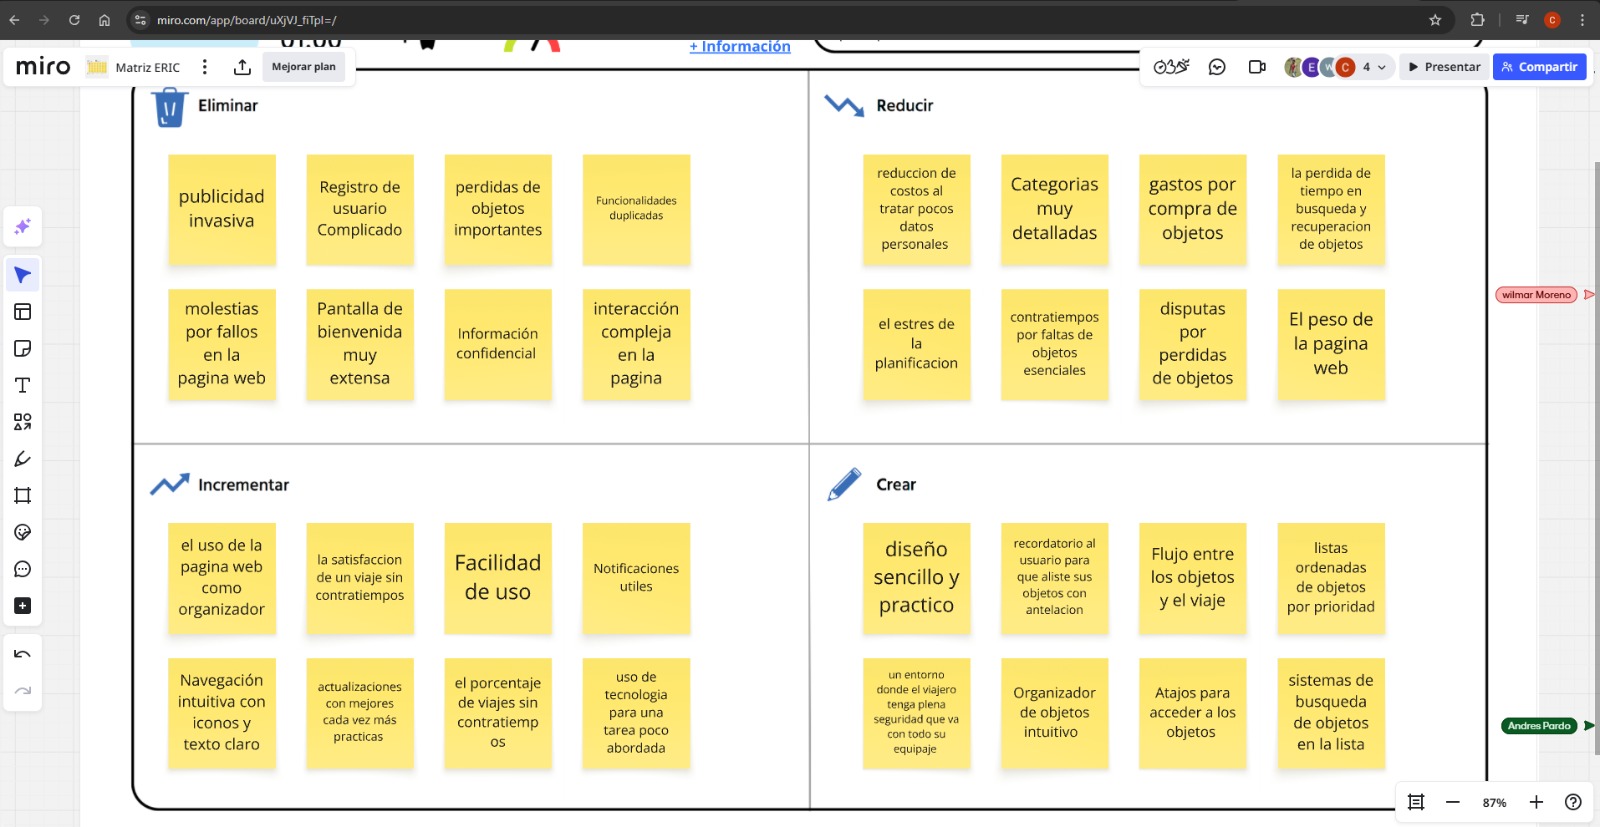 miro.com/app/board/uXjVJ_fiTpI=/
01:00
+ Información
miro
Matriz ERIC
Mejorar plan
E
W
C
4
Presentar
Compartir
Eliminar
publicidad
invasiva
Registro de
usuario
Complicado
perdidas de
objetos
importantes
Funcionalidades
duplicadas
molestias
por fallos
en la
pagina web
Pantalla de
bienvenida
muy
extensa
Información
confidencial
interacción
compleja
en la
pagina
Reducir
reduccion de
costos al
tratar pocos
datos
personales
Categorias
muy
detalladas
gastos por
compra de
objetos
la perdida de
tiempo en
busqueda y
recuperacion
de objetos
el estres de
la
planificacion
contratiempos
por faltas de
objetos
esenciales
disputas
por
perdidas
de objetos
El peso de
la pagina
web
wilmar Moreno
Incrementar
el uso de la
pagina web
como
organizador
la satisfaccion
de un viaje sin
contratiempos
Facilidad
de uso
Notificaciones
utiles
Navegación
intuitiva con
iconos y
texto claro
actualizaciones
con mejores
cada vez más
practicas
el porcentaje
de viajes sin
contratiemp
os
uso de
tecnologia
para una
tarea poco
abordada
Crear
diseño
sencillo y
practico
recordatorio al
usuario para
que aliste sus
objetos con
antelacion
Flujo entre
los objetos
y el viaje
listas
ordenadas
de objetos
por prioridad
un entorno
donde el viajero
tenga plena
seguridad que va
con todo su
equipaje
Organizador
de objetos
intuitivo
Atajos para
acceder a los
objetos
sistemas de
busqueda
de objetos
en la lista
Andres Pardo
87%